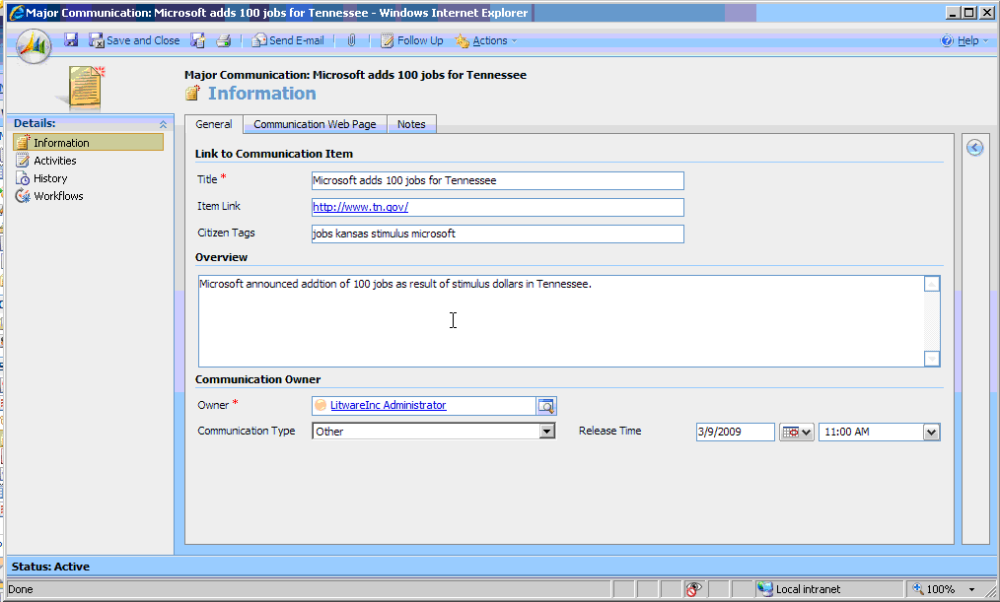 Major Communication: Microsoft adds 100 jobs for Tennessee - Windows Internet Explorer
Save and Close Send E-mail Follow Up Actions Help
Major Communication: Microsoft adds 100 jobs for Tennessee
Information
Details:
Information
Activities
History
Workflows
General Communication Web Page Notes
Link to Communication Item
Title * Microsoft adds 100 jobs for Tennessee
Item Link http://www.tn.gov/
Citizen Tags jobs kansas stimulus microsoft
Overview
Microsoft announced addtion of 100 jobs as result of stimulus dollars in Tennessee.
Communication Owner
Owner * LitwareInc Administrator
Communication Type Other Release Time 3/9/2009 11:00 AM
Status: Active
Done Local intranet 100%